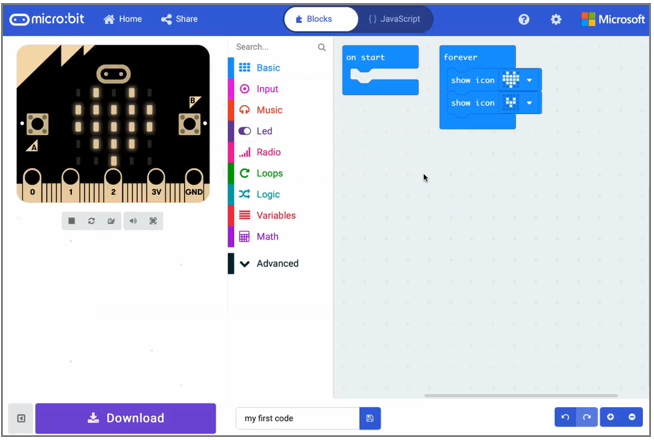 micro:bit Home Share Blocks { } JavaScript ? Microsoft
Search...
Basic
Input
Music
Led
Radio
Loops
Logic
Variables
Math
Advanced
B
A
0 1 2 3V GND
on start
forever
show icon
show icon
Download
my first code